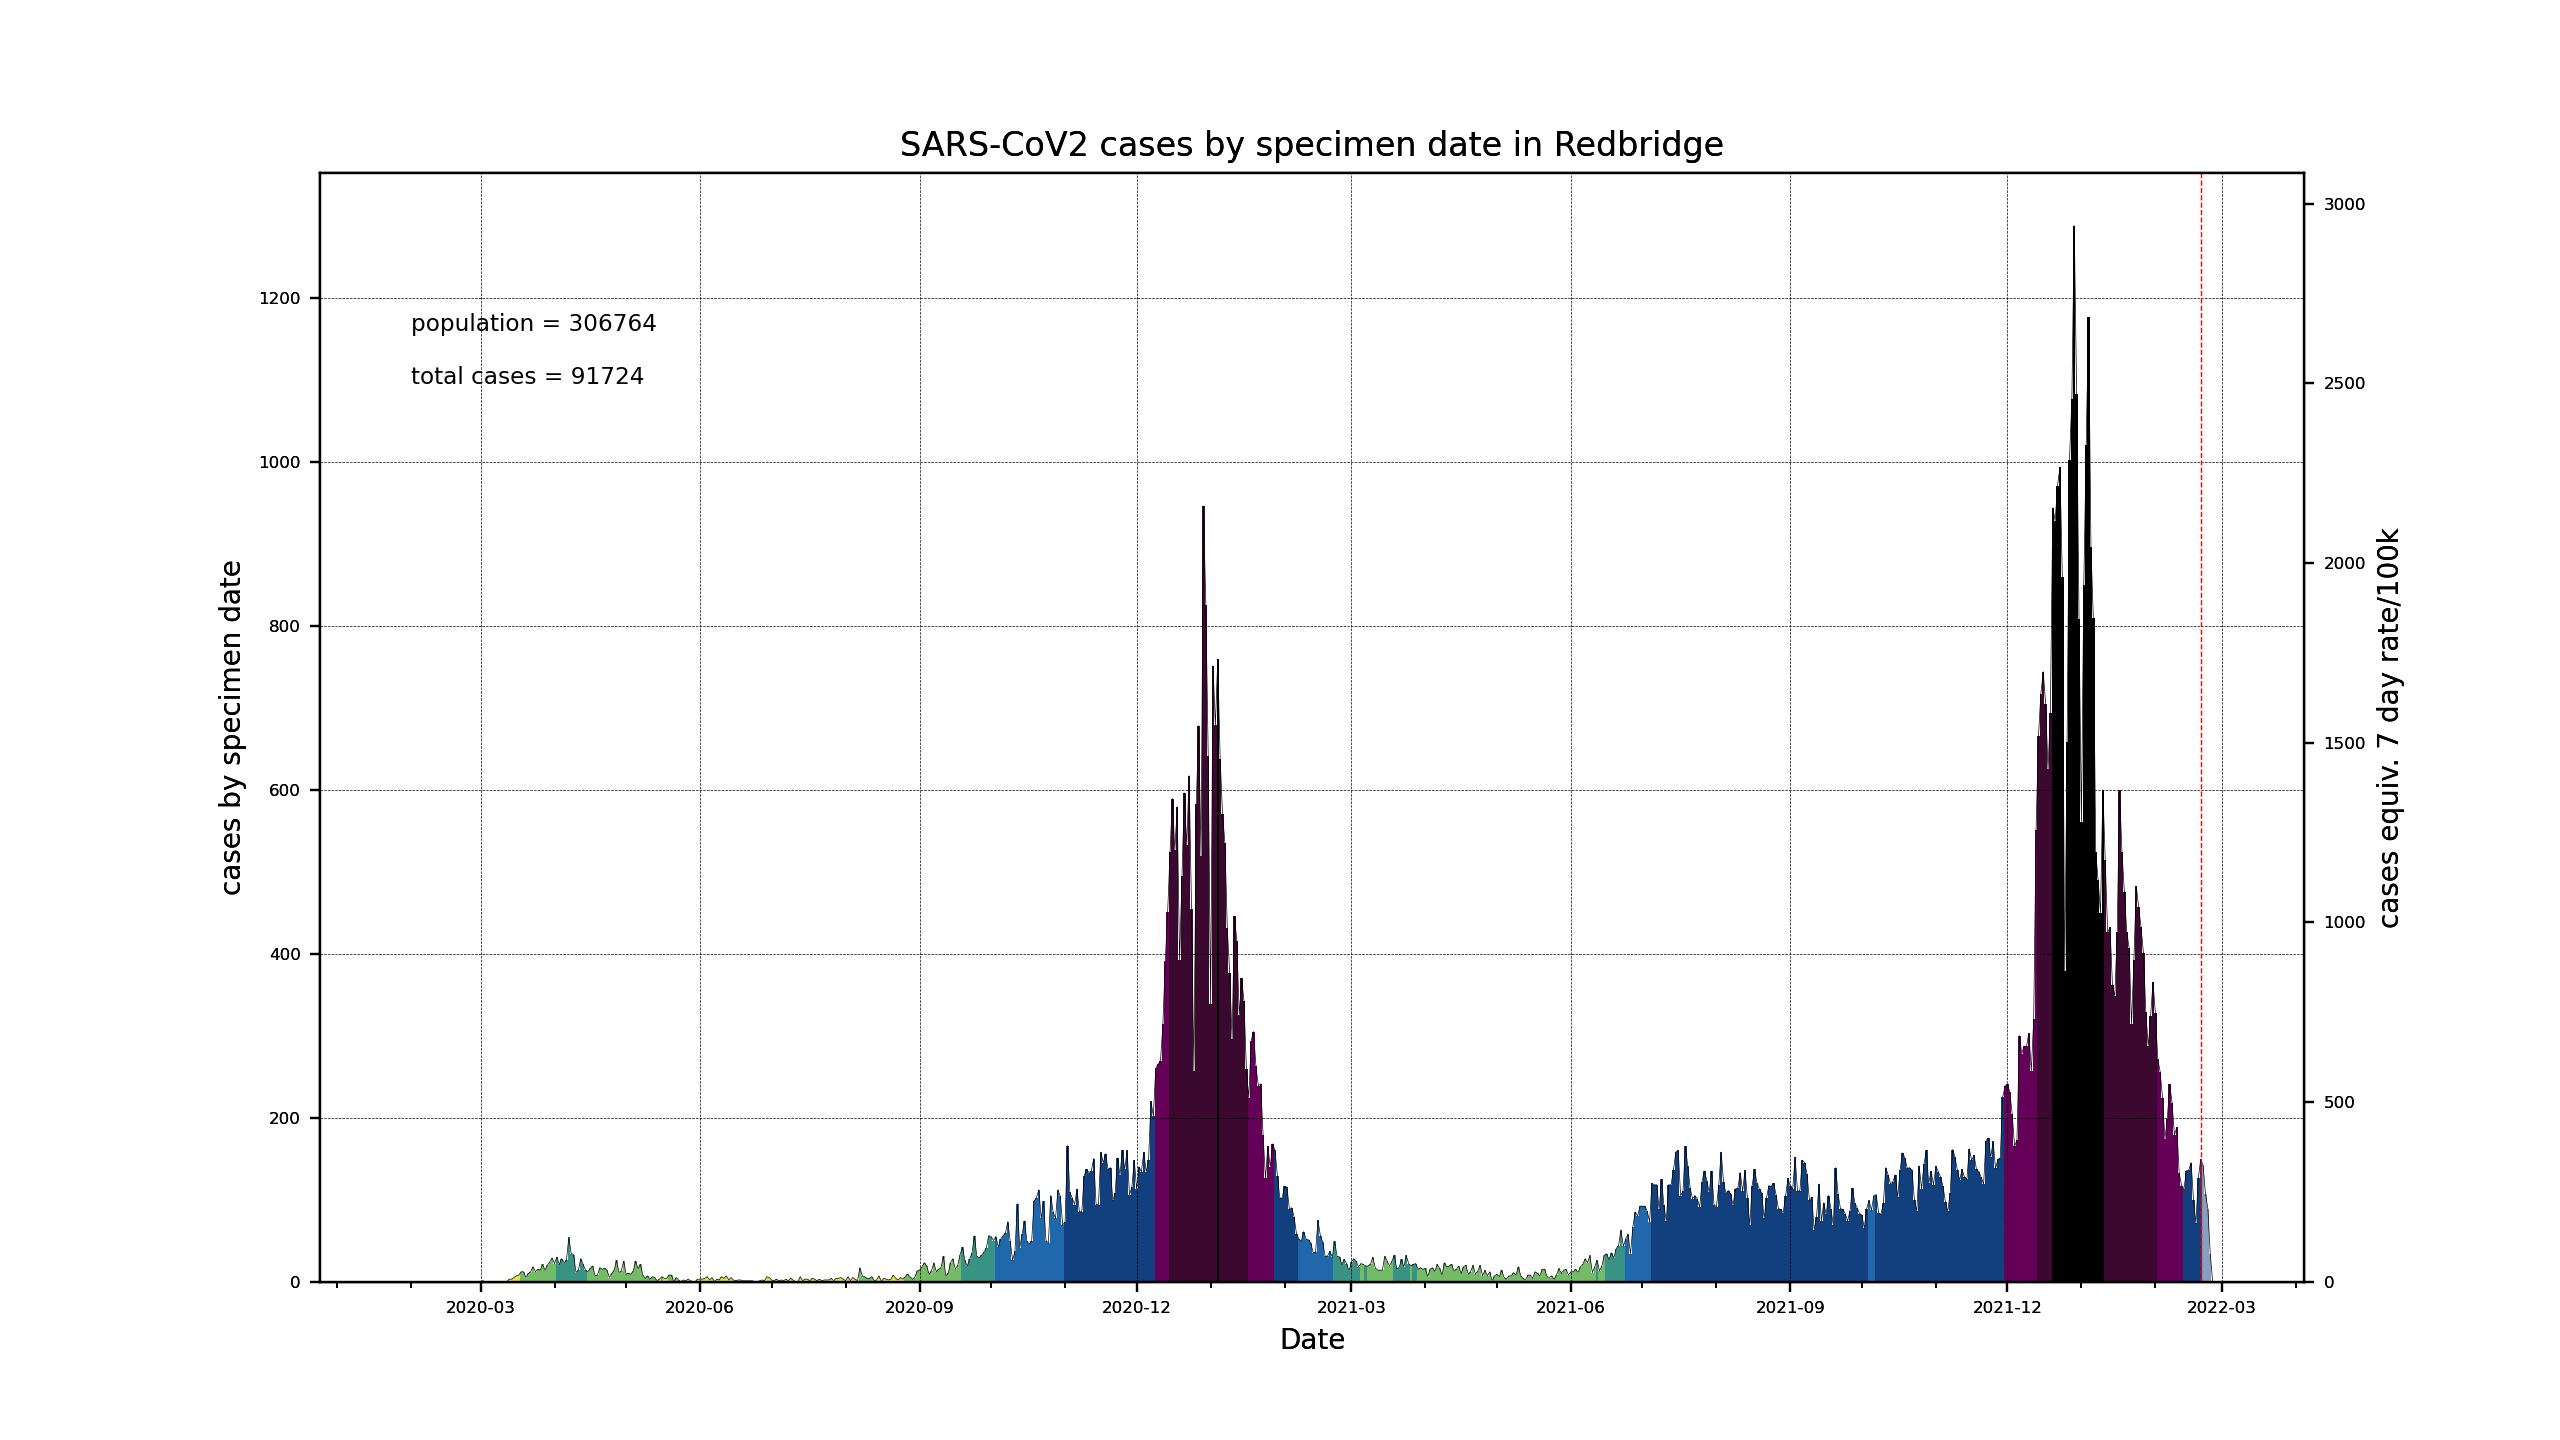 SARS-CoV2 cases by specimen date in Redbridge
population = 306764
total cases = 91724
cases by specimen date
0
200
400
600
800
1000
1200
cases equiv. 7 day rate/100k
0
500
1000
1500
2000
2500
3000
2020-03 2020-06 2020-09 2020-12 2021-03 2021-06 2021-09 2021-12 2022-03
Date